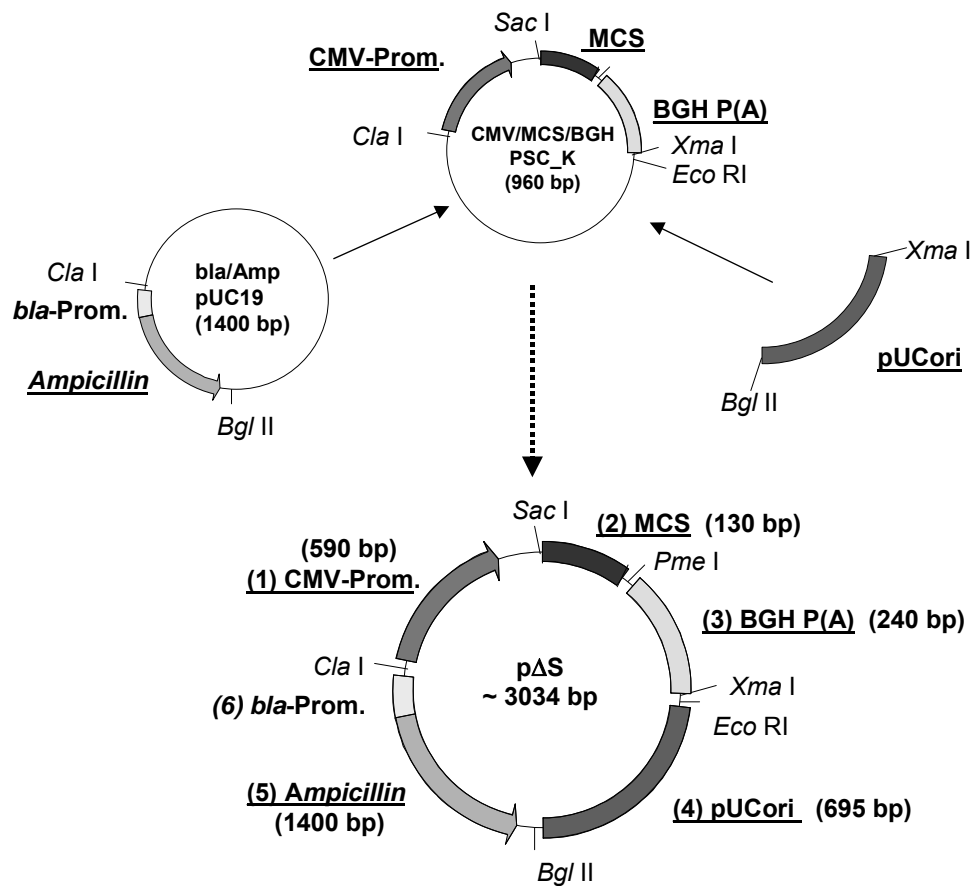 Sac I
MCS
CMV-Prom.
BGH P(A)
Cla I
CMV/MCS/BGH
PSC_K
(960 bp)
Xma I
Eco RI
Cla I
bla-Prom.
bla/Amp
pUC19
(1400 bp)
Ampicillin
Bgl II
Xma I
pUCori
Bgl II
Sac I
(2) MCS (130 bp)
Pme I
(590 bp)
(1) CMV-Prom.
(3) BGH P(A) (240 bp)
Cla I
(6) bla-Prom.
pΔS
~ 3034 bp
Xma I
Eco RI
(5) Ampicillin
(1400 bp)
(4) pUCori (695 bp)
Bgl II